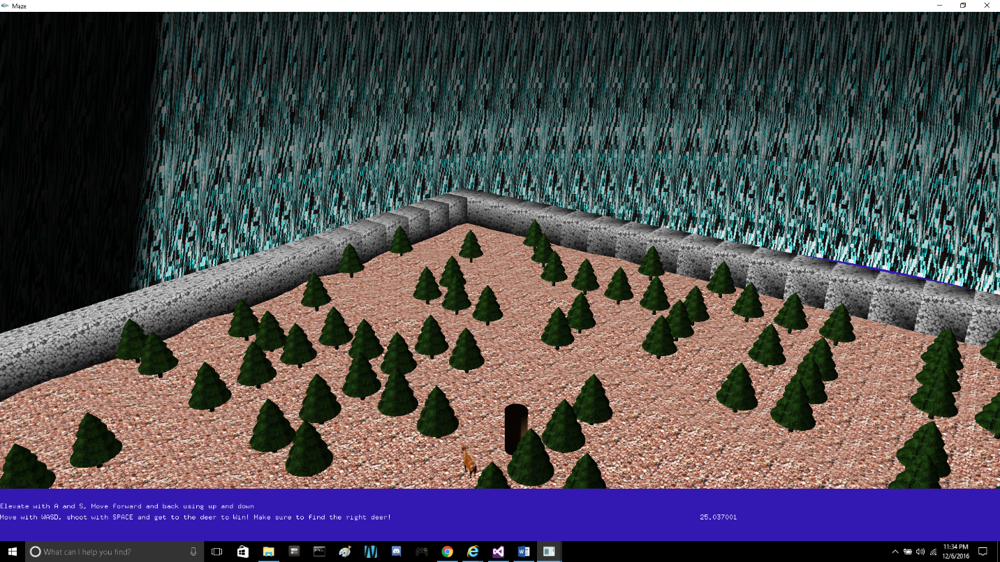 Maze
Elevate with A and S, Move forward and back using up and down
Move with WASD, shoot with SPACE and get to the deer to Win! Make sure to find the right deer!
25.037001
What can I help you find?
11:34 PM
12/6/2016